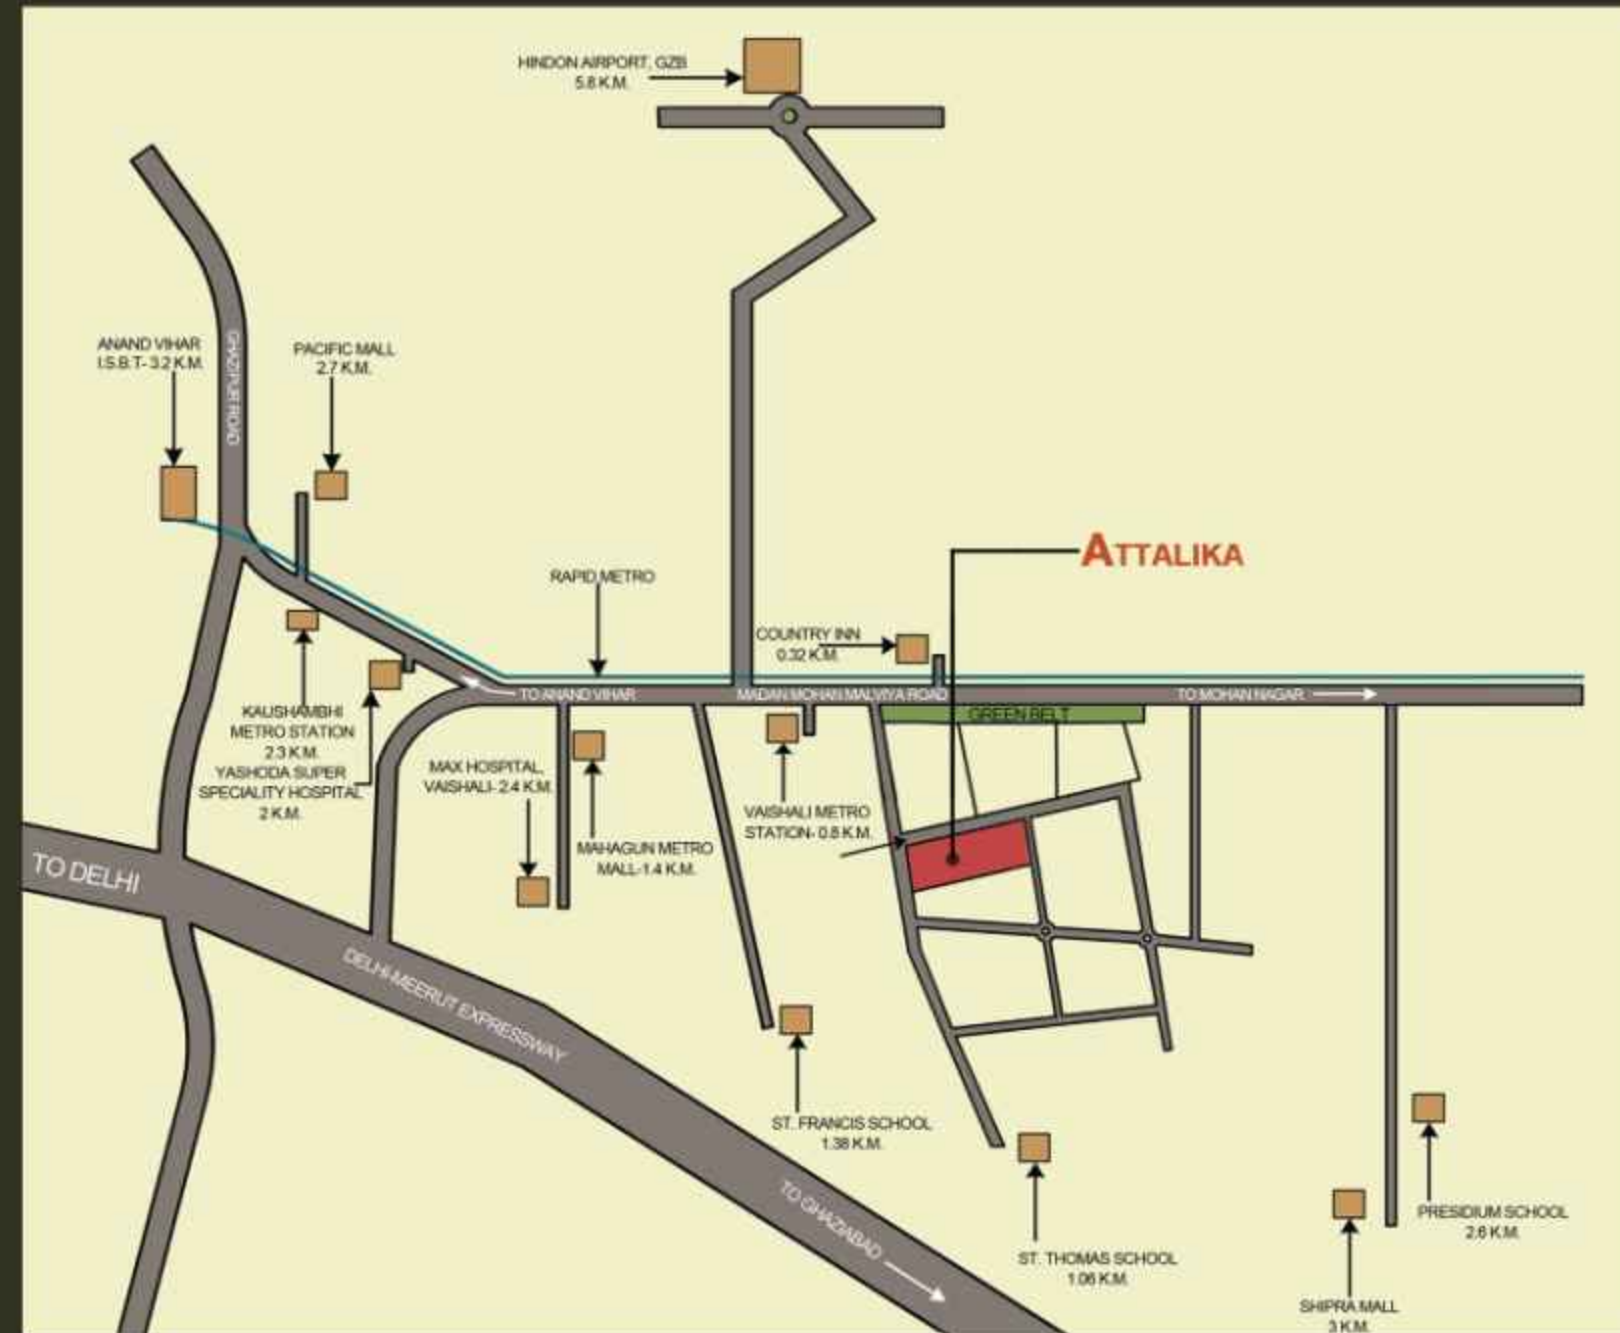 HINDON AIRPORT, GZB
5.8 K.M.
ANAND VIHAR
I.S.B.T- 3.2 K.M.
GHAZIPUR ROAD
PACIFIC MALL
2.7 K.M.
ATTALIKA
RAPID METRO
COUNTRY INN
0.32 K.M.
TO ANAND VIHAR
MADAN MOHAN MALVIYA ROAD
TO MOHAN NAGAR
GREEN BELT
KAUSHAMBHI
METRO STATION
2.3 K.M.
YASHODA SUPER
SPECIALITY HOSPITAL
2 K.M.
MAX HOSPITAL,
VAISHALI- 2.4 K.M.
MAHAGUN METRO
MALL-1.4 K.M.
VAISHALI METRO
STATION- 0.8 K.M.
TO DELHI
DELHI-MEERUT EXPRESSWAY
TO GHAZIABAD
ST. FRANCIS SCHOOL
1.38 K.M.
ST. THOMAS SCHOOL
1.06 K.M.
PRESIDIUM SCHOOL
2.6 K.M.
SHIPRA MALL
3 K.M.